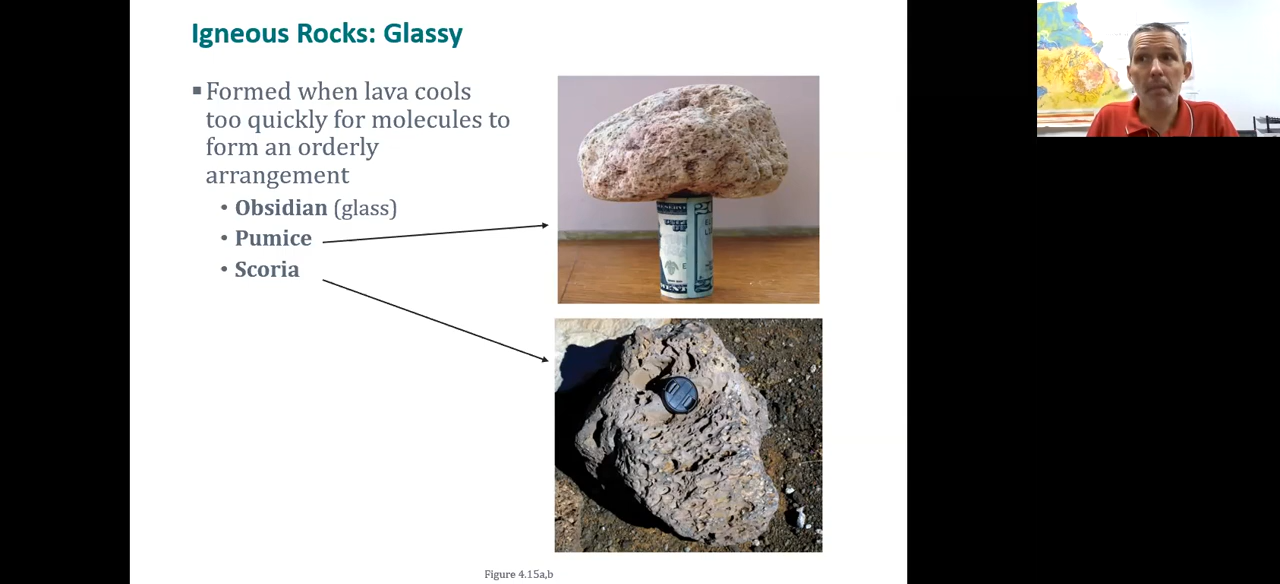 Igneous Rocks: Glassy
▪ Formed when lava cools
too quickly for molecules to
form an orderly
arrangement
• Obsidian (glass)
• Pumice
• Scoria
Figure 4.15a,b